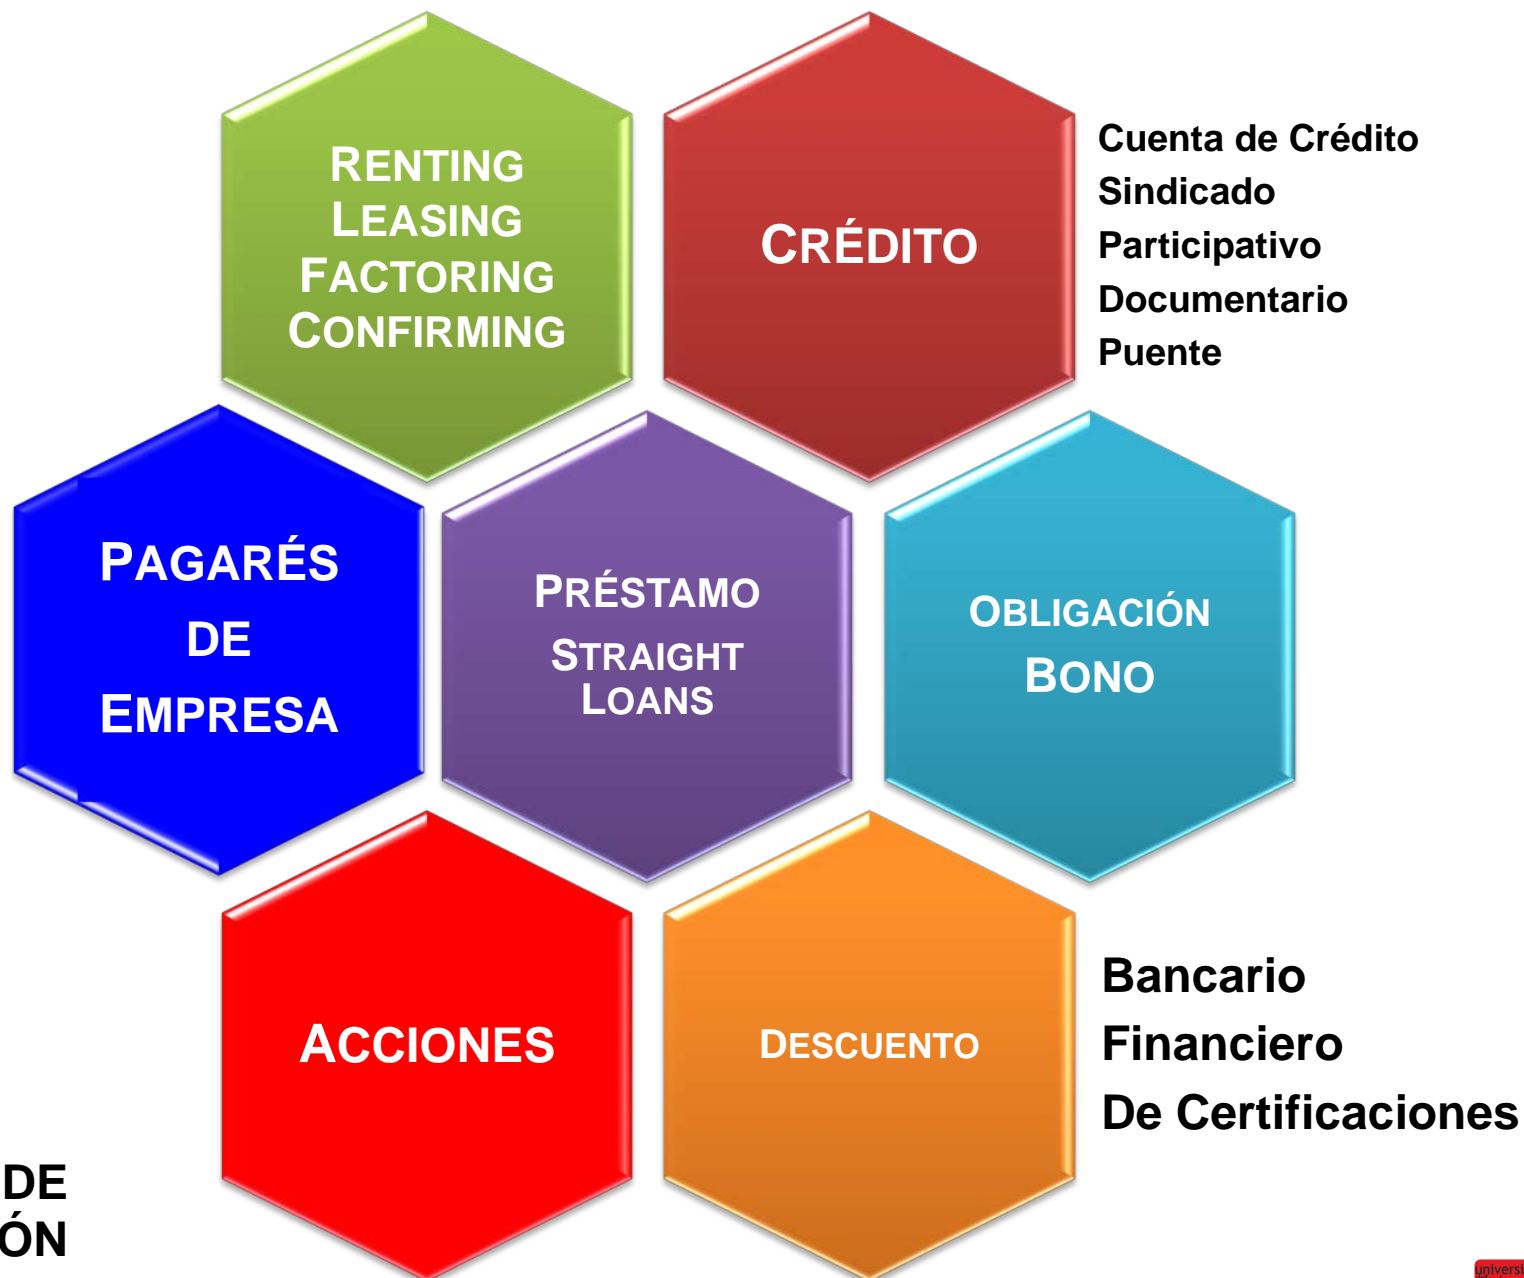 RENTING
LEASING
FACTORING
CONFIRMING
CRÉDITO
Cuenta de Crédito
Sindicado
Participativo
Documentario
Puente
PAGARÉS
DE
EMPRESA
PRÉSTAMO
STRAIGHT
LOANS
OBLIGACIÓN
BONO
ACCIONES
DESCUENTO
Bancario
Financiero
De Certificaciones
DE
ÓN